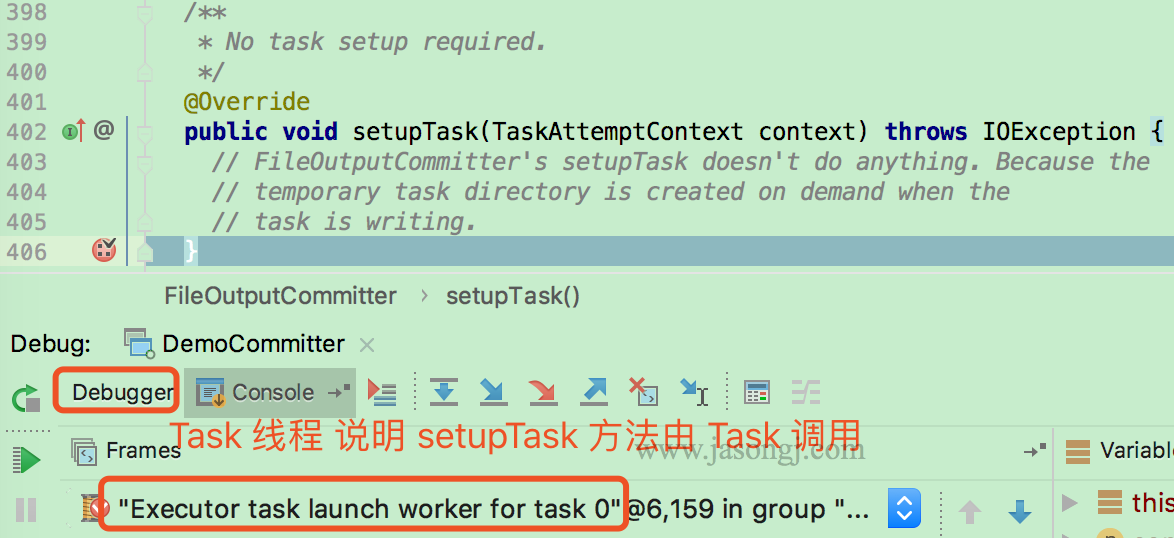 398 /**
399 * No task setup required.
400 */
401 @Override
402 @ public void setupTask(TaskAttemptContext context) throws IOException {
403 // FileOutputCommitter's setupTask doesn't do anything. Because the
404 // temporary task directory is created on demand when the
405 // task is writing.
406 }
FileOutputCommitter › setupTask()
Debug: DemoCommitter ×
Debugger Console
Task 线程 说明 setupTask 方法由 Task 调用
www.jasongj.com
Frames Variable
"Executor task launch worker for task 0"@6,159 in group "... this